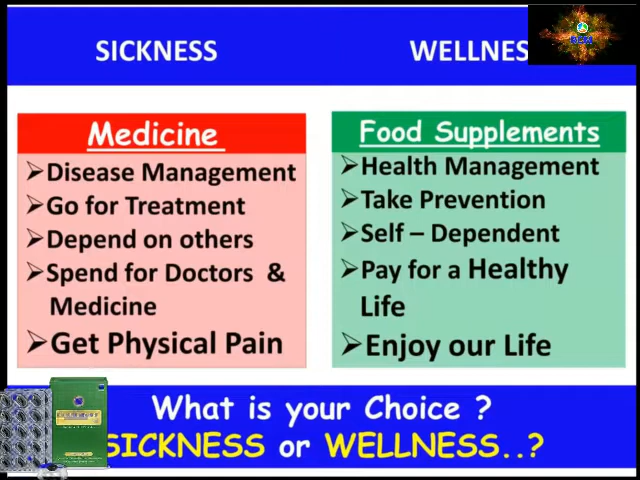 SICKNESS
WELLNES
Medicine
➢Disease Management
➢Go for Treatment
➢Depend on others
➢Spend for Doctors &
Medicine
➢Get Physical Pain
Food Supplements
➢Health Management
➢Take Prevention
➢Self – Dependent
➢Pay for a Healthy
Life
➢Enjoy our Life
What is your Choice ?
SICKNESS or WELLNESS..?